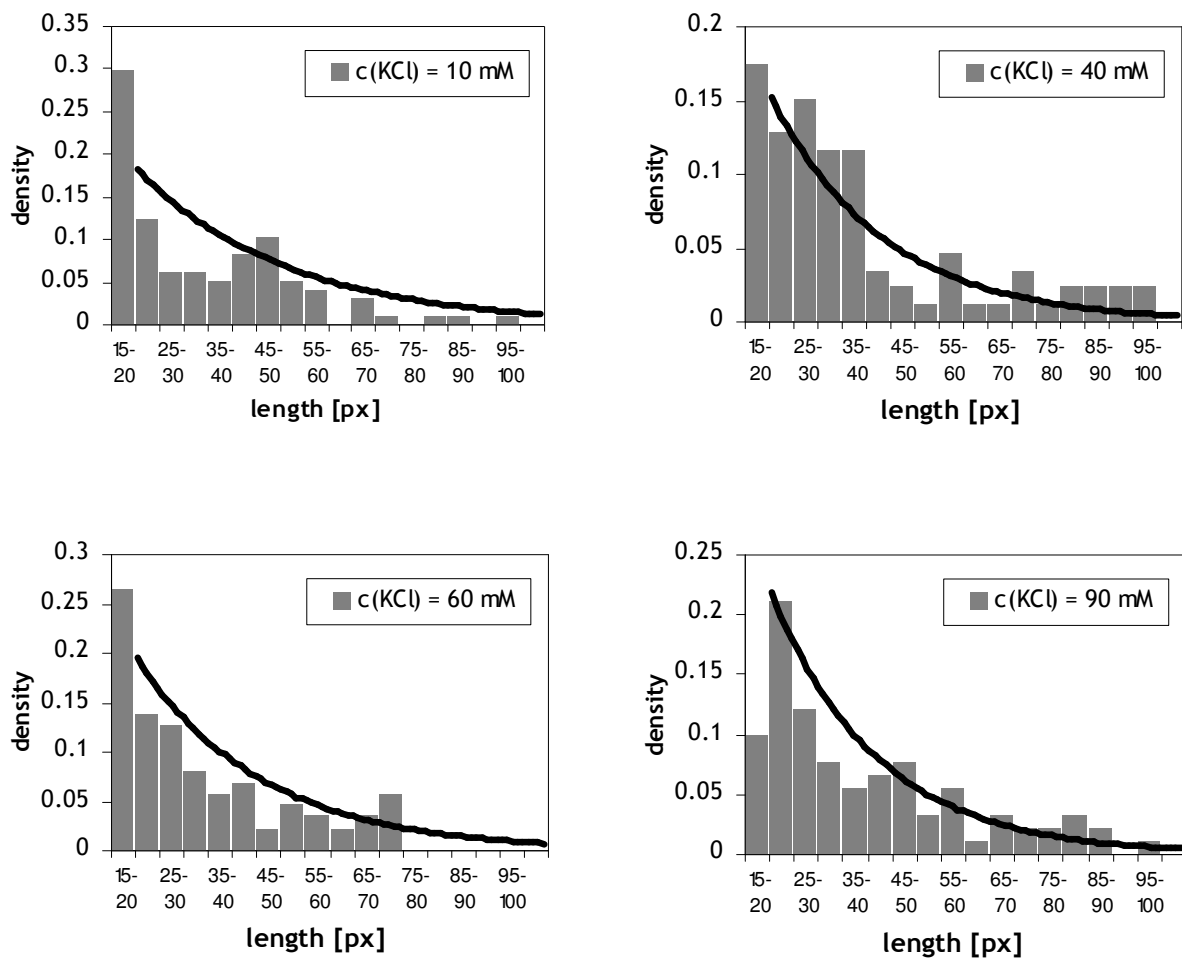 0.35
0.3
0.25
0.2
0.15
0.1
0.05
0
density
c(KCl) = 10 mM
15- 25- 35- 45- 55- 65- 75- 85- 95-
20 30 40 50 60 70 80 90 100
length [px]
0.2
0.15
0.1
0.05
0
density
c(KCl) = 40 mM
15- 25- 35- 45- 55- 65- 75- 85- 95-
20 30 40 50 60 70 80 90 100
length [px]
0.3
0.25
0.2
0.15
0.1
0.05
0
density
c(KCl) = 60 mM
15- 25- 35- 45- 55- 65- 75- 85- 95-
20 30 40 50 60 70 80 90 100
length [px]
0.25
0.2
0.15
0.1
0.05
0
density
c(KCl) = 90 mM
15- 25- 35- 45- 55- 65- 75- 85- 95-
20 30 40 50 60 70 80 90 100
length [px]